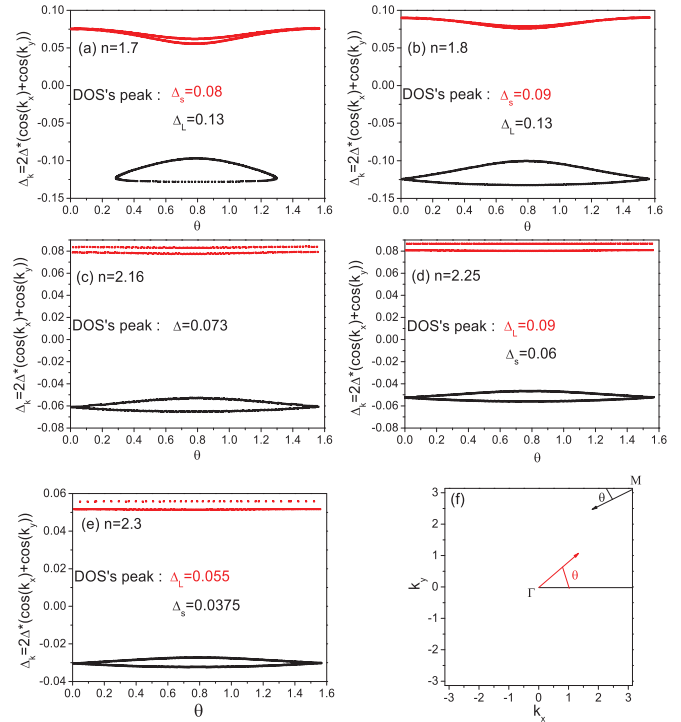 (a) n=1.7
DOS's peak : Δs=0.08
ΔL=0.13
Δk=2Δ*(cos(kx)+cos(ky))
0.10
0.05
0.00
-0.05
-0.10
-0.15
0.0 0.2 0.4 0.6 0.8 1.0 1.2 1.4 1.6
θ
(b) n=1.8
DOS's peak : Δs=0.09
ΔL=0.13
Δk=2Δ*(cos(kx)+cos(ky))
0.10
0.05
0.00
-0.05
-0.10
-0.15
0.0 0.2 0.4 0.6 0.8 1.0 1.2 1.4 1.6
θ
(c) n=2.16
DOS's peak : Δ=0.073
Δk=2Δ*(cos(kx)+cos(ky))
0.08
0.06
0.04
0.02
0.00
-0.02
-0.04
-0.06
-0.08
0.0 0.2 0.4 0.6 0.8 1.0 1.2 1.4 1.6
θ
(d) n=2.25
DOS's peak : ΔL=0.09
Δs=0.06
Δk=2Δ*(cos(kx)+cos(ky))
0.08
0.06
0.04
0.02
0.00
-0.02
-0.04
-0.06
-0.08
0.0 0.2 0.4 0.6 0.8 1.0 1.2 1.4 1.6
θ
(e) n=2.3
DOS's peak : ΔL=0.055
Δs=0.0375
Δk=2Δ*(cos(kx)+cos(ky))
0.06
0.04
0.02
0.00
-0.02
-0.04
0.0 0.2 0.4 0.6 0.8 1.0 1.2 1.4 1.6
θ
(f)
M
θ
θ
Γ
ky
3
2
1
0
-1
-2
-3
-3 -2 -1 0 1 2 3
kx